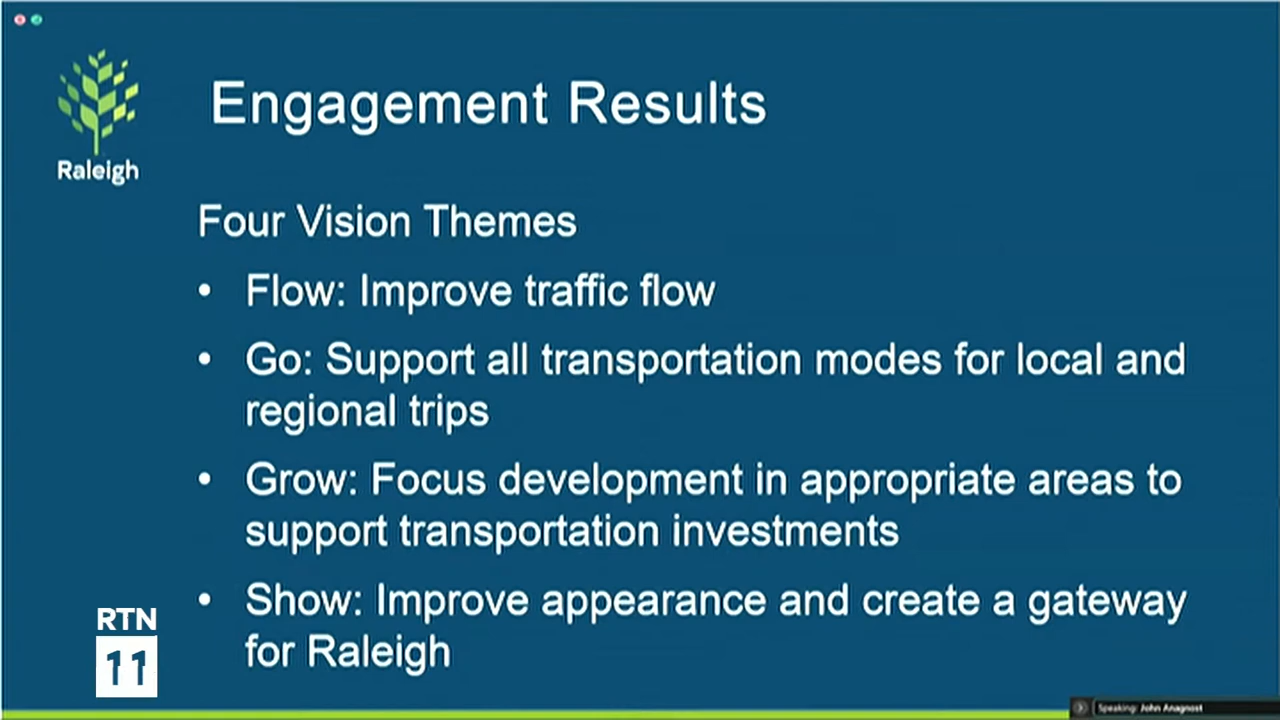 Engagement Results
Raleigh
Four Vision Themes
• Flow: Improve traffic flow
• Go: Support all transportation modes for local and
regional trips
• Grow: Focus development in appropriate areas to
support transportation investments
• Show: Improve appearance and create a gateway
for Raleigh
RTN
11
Speaking: John Anagnost